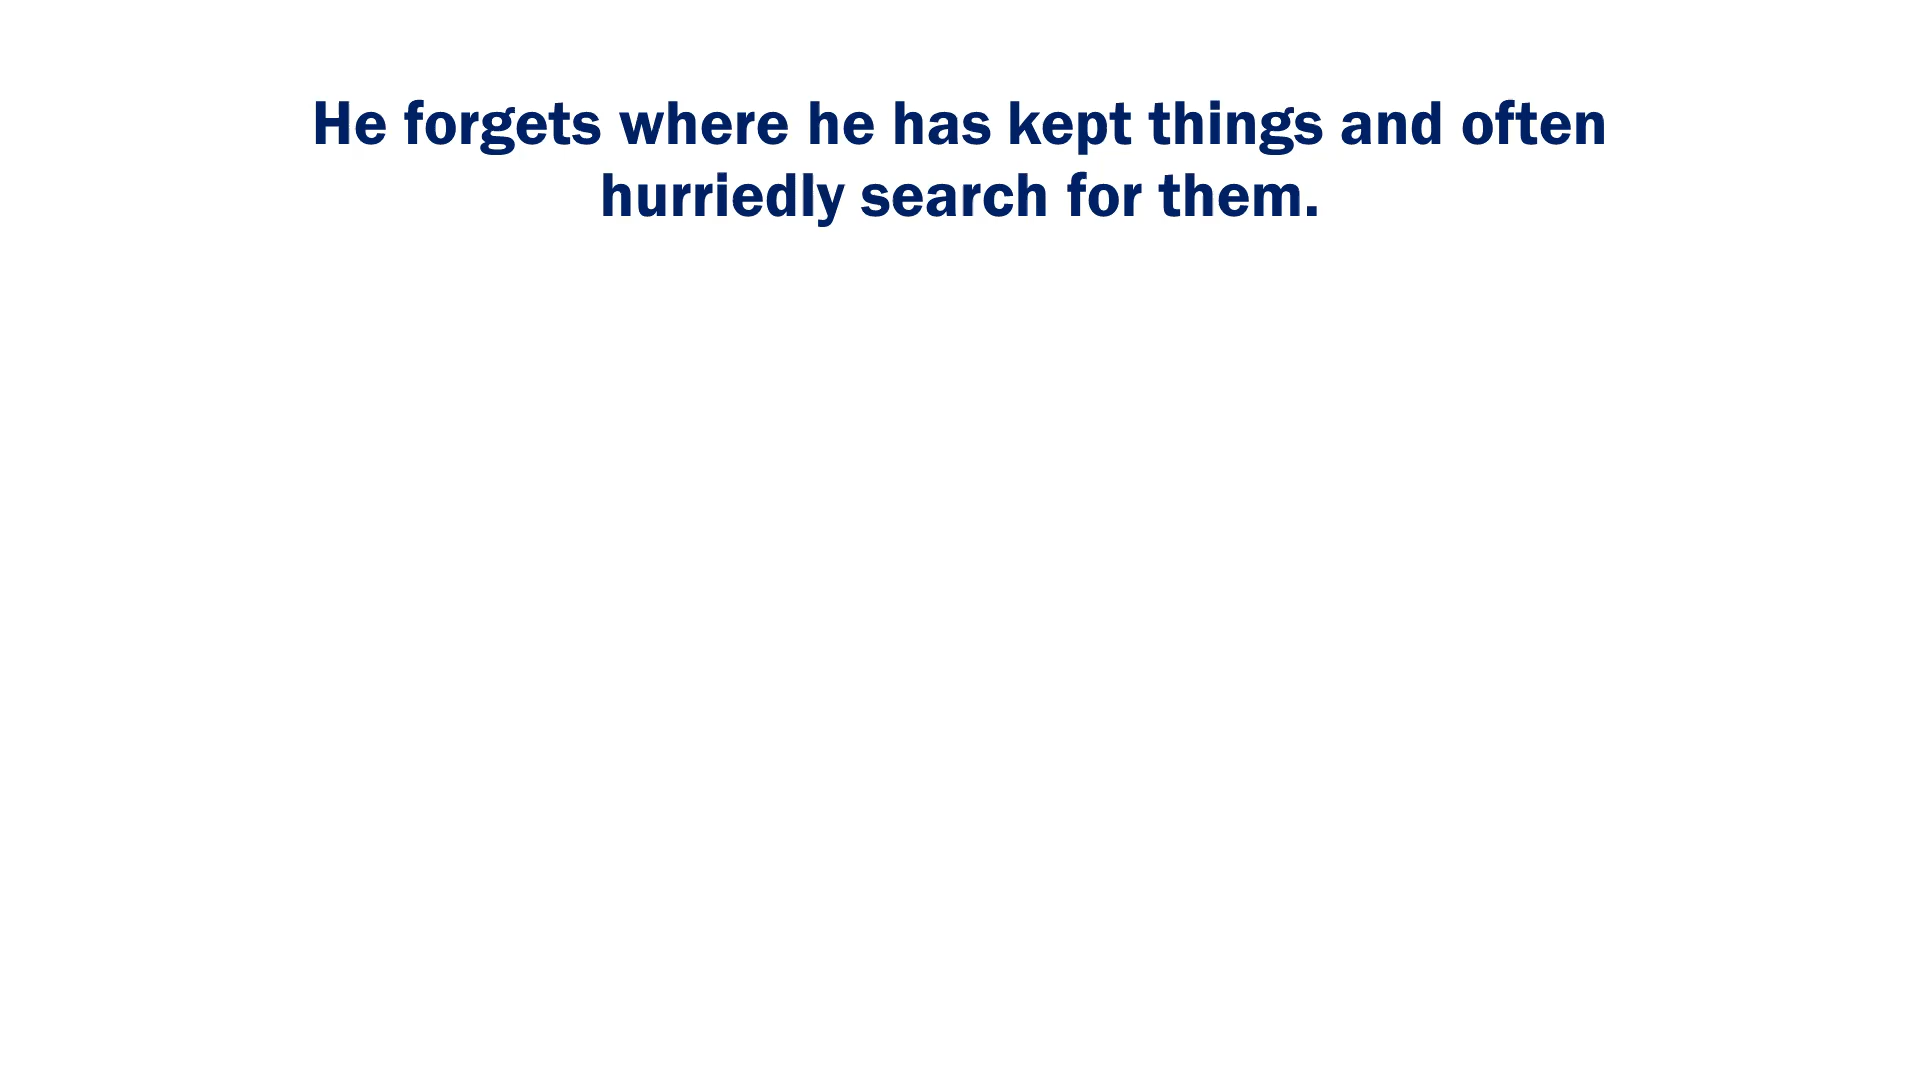 He forgets where he has kept things and often
hurriedly search for them.